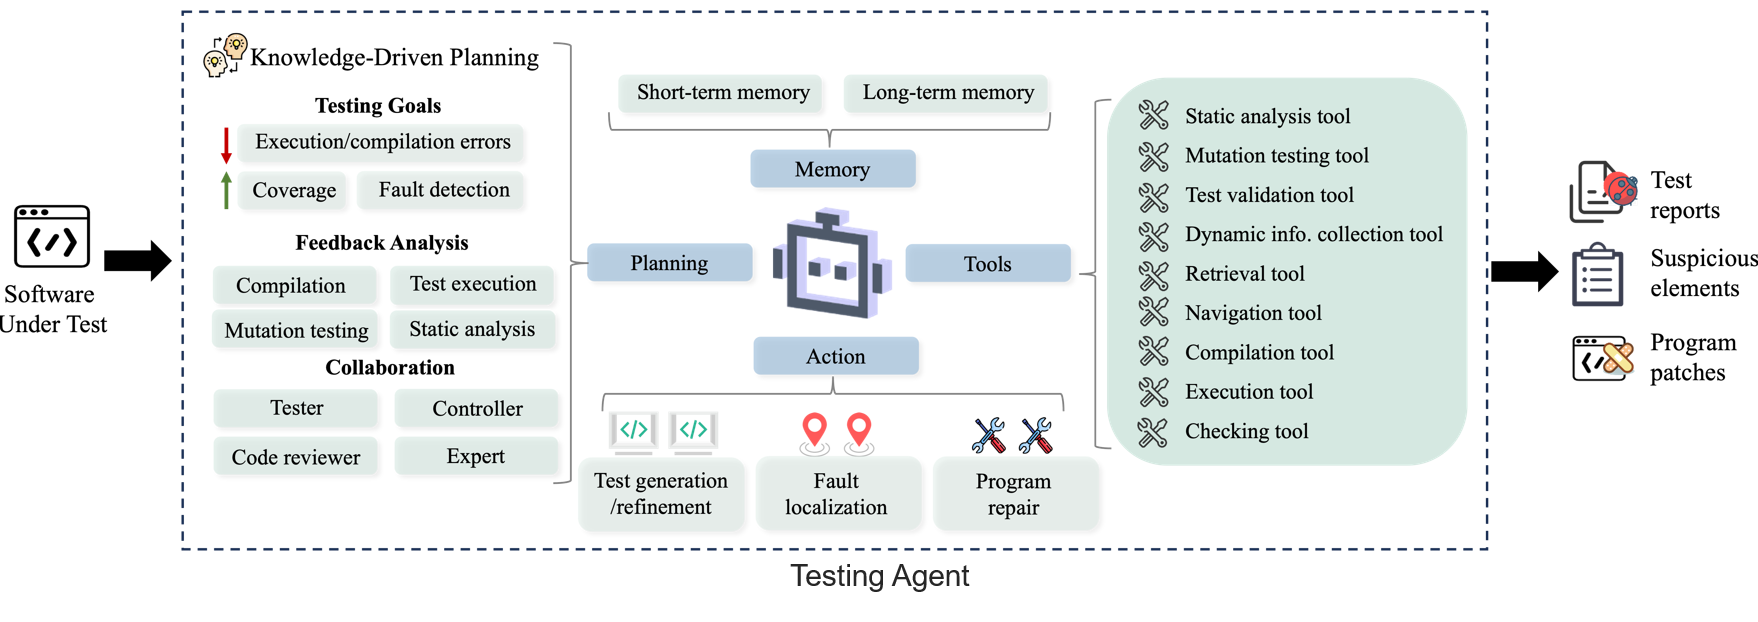 Software
Under Test
Knowledge-Driven Planning
Testing Goals
Execution/compilation errors
Coverage
Fault detection
Feedback Analysis
Compilation
Test execution
Mutation testing
Static analysis
Collaboration
Tester
Controller
Code reviewer
Expert
Short-term memory
Long-term memory
Memory
Planning
Tools
Action
Test generation
/refinement
Fault
localization
Program
repair
Static analysis tool
Mutation testing tool
Test validation tool
Dynamic info. collection tool
Retrieval tool
Navigation tool
Compilation tool
Execution tool
Checking tool
Test
reports
Suspicious
elements
Program
patches
Testing Agent